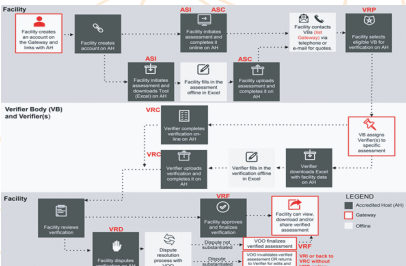 Facility
ASI
ASC
VRP
Facility creates
an account
on the Gateway and
links with AH
Facility creates
account on AH
Facility initiates
assessment and
completes it
online on AH
Facility contacts
VBs (list
Gateway) via
telephone or
e-mail for quotes
Facility selects
eligible VB for
verification on AH
ASI
ASC
Facility initiates
assessment and
downloads Tool
(Excel) on AH
Facility fills in the
assessment
offline in Excel
Facility uploads
assessment and
completes it on AH
Verifier Body (VB)
and Verifier(s)
VRC
Verifier completes
verification
on-line on AH
VB assigns
Verifier(s) to
specific
assessment
VRC
Verifier uploads
verification and
completes it on
AH
Verifier fills in the
verification offline
in Excel
Verifier downloads
Excel with facility
data on AH
Facility
VRF
Facility reviews
verification
Facility approves
and finalizes
verification
Facility can view,
download and/or
share verified
assessment
LEGEND
Accredited Host (AH)
Gateway
Offline
VRD
Facility disputes
Dispute
resolution
process with
VOO
Dispute not
substantiated
VOO finalizes
verified assessment
VRF
Dispute
substantiated
VOO invalidates verified
assessment OR returns
to Verifier for edits and
VRI or back to
VRC without